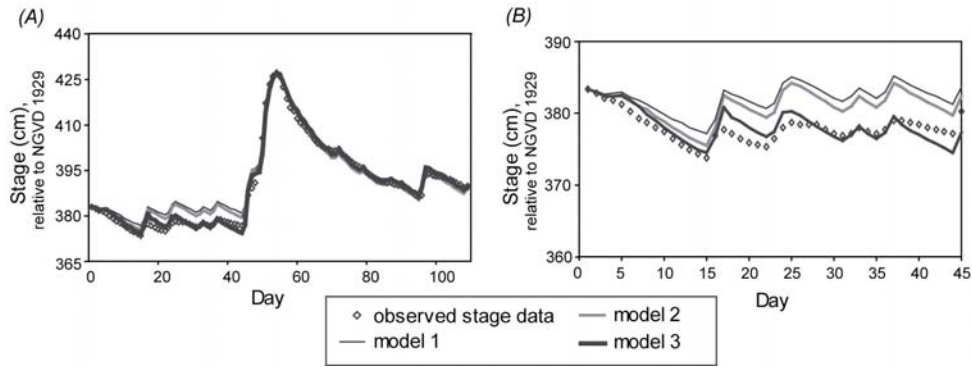 (A)
Stage (cm),
relative to NGVD 1929
440
425
410
395
380
365
0
20
40
60
80
100
Day
(B)
Stage (cm),
relative to NGVD 1929
390
380
370
360
0
5
10
15
20
25
30
35
40
45
Day
observed stage data
model 1
model 2
model 3